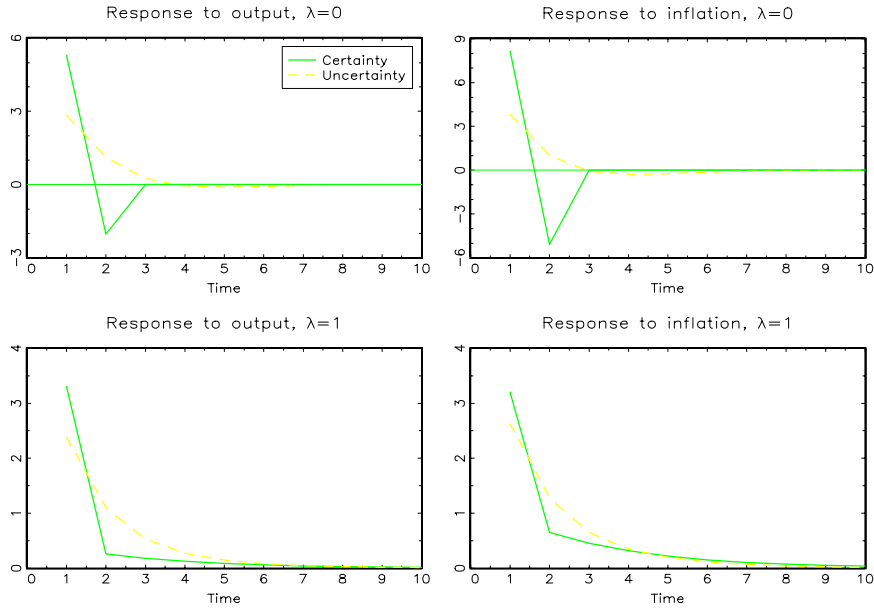 Response to output, λ=0
6
3
0
−3
Certainty
Uncertainty
0 1 2 3 4 5 6 7 8 9 10
Time
Response to inflation, λ=0
9
6
3
0
−3
−6
0 1 2 3 4 5 6 7 8 9 10
Time
Response to output, λ=1
4
3
2
1
0
0 1 2 3 4 5 6 7 8 9 10
Time
Response to inflation, λ=1
4
3
2
1
0
0 1 2 3 4 5 6 7 8 9 10
Time